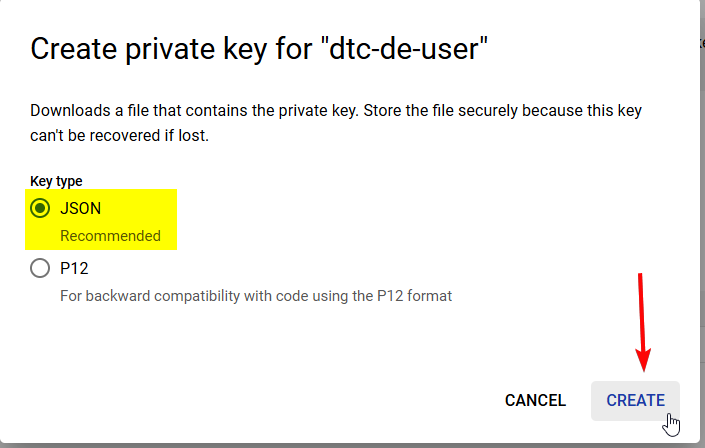 Create private key for "dtc-de-user"
Downloads a file that contains the private key. Store the file securely because this key
can't be recovered if lost.
Key type
JSON
Recommended
P12
For backward compatibility with code using the P12 format
CANCEL CREATE